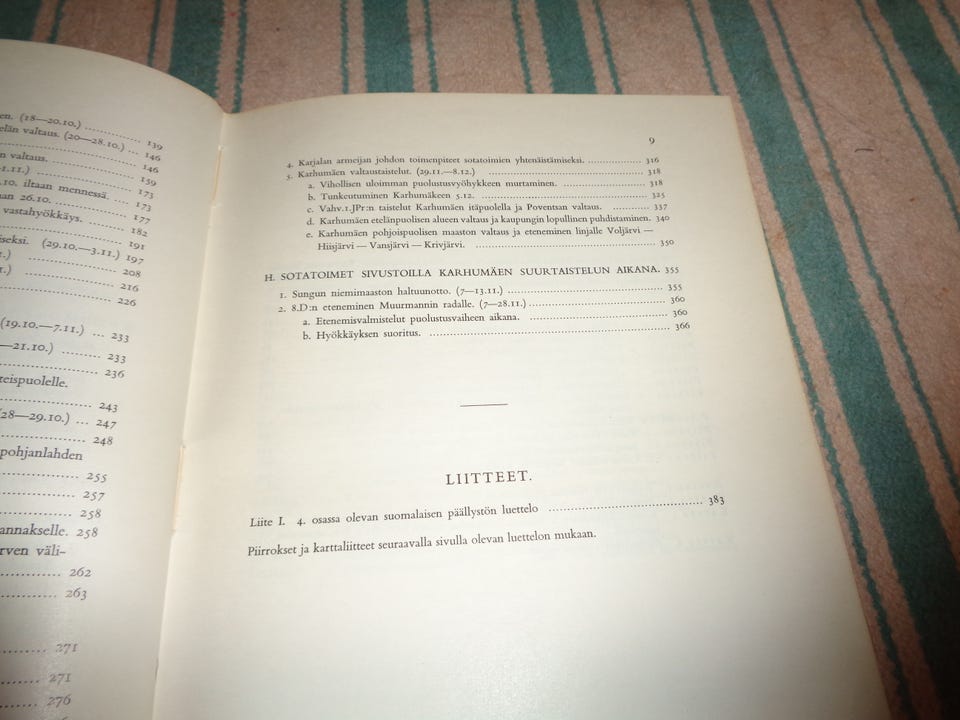 en. (18—20.10.) ............ 139
elän valtaus. (20—28.10.) ... 146
............ 146
n valtaus. ............ 159
1.11.) ............ 173
.10. iltaan mennessä. .... 173
nan 26.10. ............ 177
vastahyökkäys. ............ 182
............ 191
iseksi. (29.10.—3.11.) 197
1.) ............ 208
1.) ............ 216
............ 226
(19.10.—7.11.) ... 233
—21.10.) ......... 233
............ 236
teispuolelle.
............ 243
(28—29.10.) ... 247
............ 248
pohjanlahden
............ 255
............ 257
............ 258
annakselle. 258
rven väli-
............ 262
............ 263
............ 271
............ 271
............ 276
9
4. Karjalan armeijan johdon toimenpiteet sotatoimien yhtenäistämiseksi. ............ 316
5. Karhumäen valtaustaistelut. (29.11.—8.12.) ............ 318
a. Vihollisen uloimman puolustusvyöhykkeen murtaminen. ............ 318
b. Tunkeutuminen Karhumäkeen 5.12. ............ 325
c. Vahv.1.JPr:n taistelut Karhumäen itäpuolella ja Poventsan valtaus. ............ 337
d. Karhumäen etelänpuolisen alueen valtaus ja kaupungin lopullinen puhdistaminen. 340
e. Karhumäen pohjoispuolisen maaston valtaus ja eteneminen linjalle Voljärvi —
Hiisjärvi — Vansjärvi — Krivjärvi. ............ 350
H. SOTATOIMET SIVUSTOILLA KARHUMÄEN SUURTAISTELUN AIKANA. 355
1. Sungun niemimaaston haltuunotto. (7—13.11.) ............ 355
2. 8.D:n eteneminen Muurmannin radalle. (7—28.11.) ............ 360
a. Etenemisvalmistelut puolustusvaiheen aikana. ............ 360
b. Hyökkäyksen suoritus. ............ 366
LIITTEET.
Liite I. 4. osassa olevan suomalaisen päällystön luettelo ............ 383
Piirrokset ja karttaliitteet seuraavalla sivulla olevan luettelon mukaan.